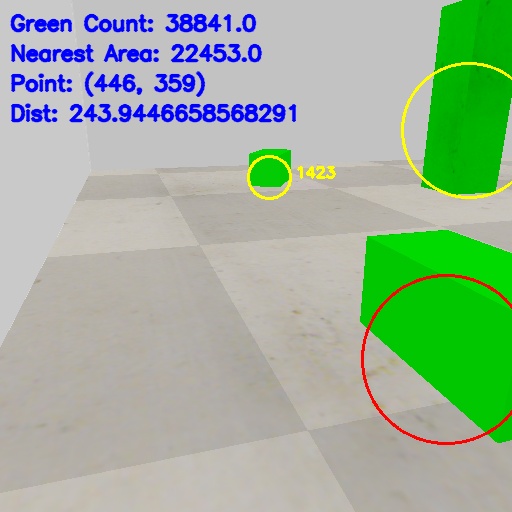 Green Count: 38841.0
Nearest Area: 22453.0
Point: (446, 359)
Dist: 243.9446658568291
1423